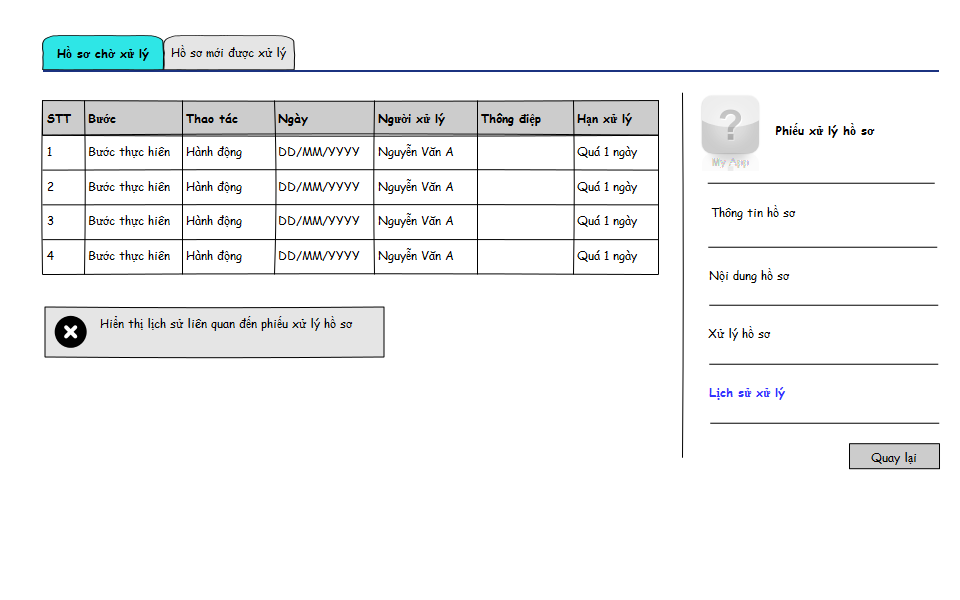 Hồ sơ chờ xử lý Hồ sơ mới được xử lý
STT Bước Thao tác Ngày Người xử lý Thông điệp Hạn xử lý
1 Bước thực hiên Hành động DD/MM/YYYY Nguyễn Văn A Quá 1 ngày
2 Bước thực hiên Hành động DD/MM/YYYY Nguyễn Văn A Quá 1 ngày
3 Bước thực hiên Hành động DD/MM/YYYY Nguyễn Văn A Quá 1 ngày
4 Bước thực hiên Hành động DD/MM/YYYY Nguyễn Văn A Quá 1 ngày
Hiển thị lịch sử liên quan đến phiếu xử lý hồ sơ
?
My App
Phiếu xử lý hồ sơ
Thông tin hồ sơ
Nội dung hồ sơ
Xử lý hồ sơ
Lịch sử xử lý
Quay lại